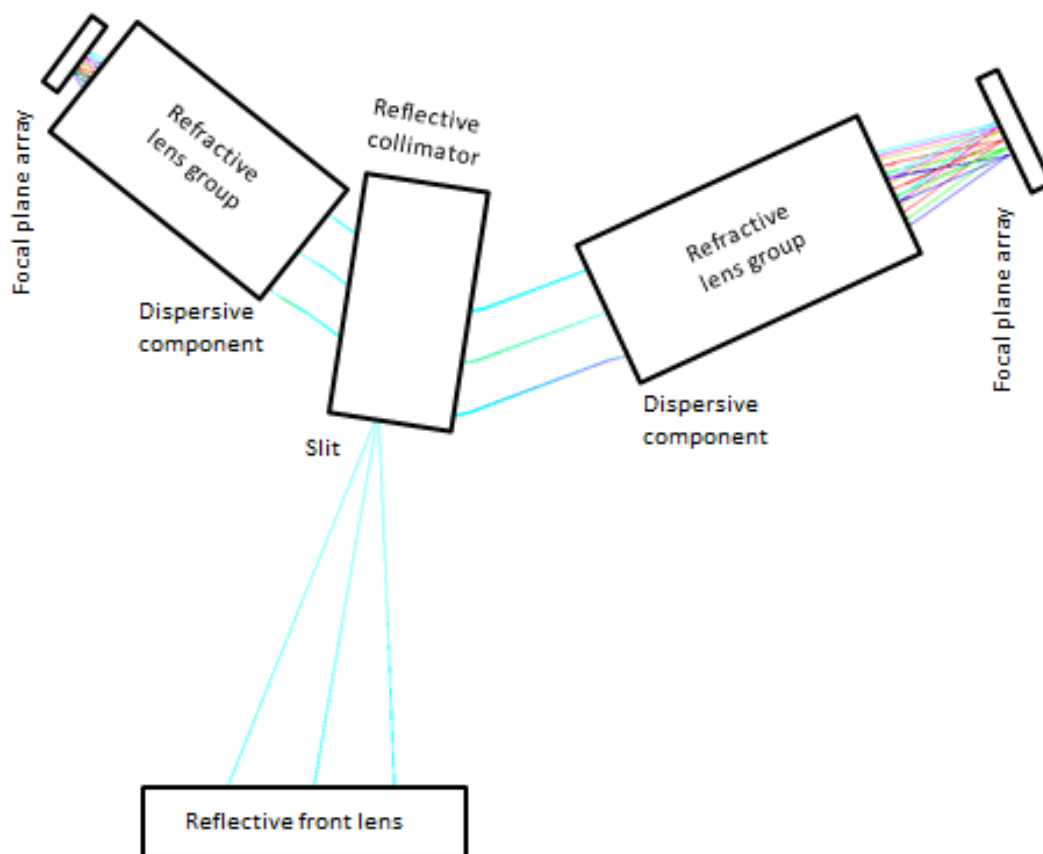 Focal plane array
Refractive
lens group
Reflective
collimator
Refractive
lens group
Focal plane array
Dispersive
component
Dispersive
component
Slit
Reflective front lens